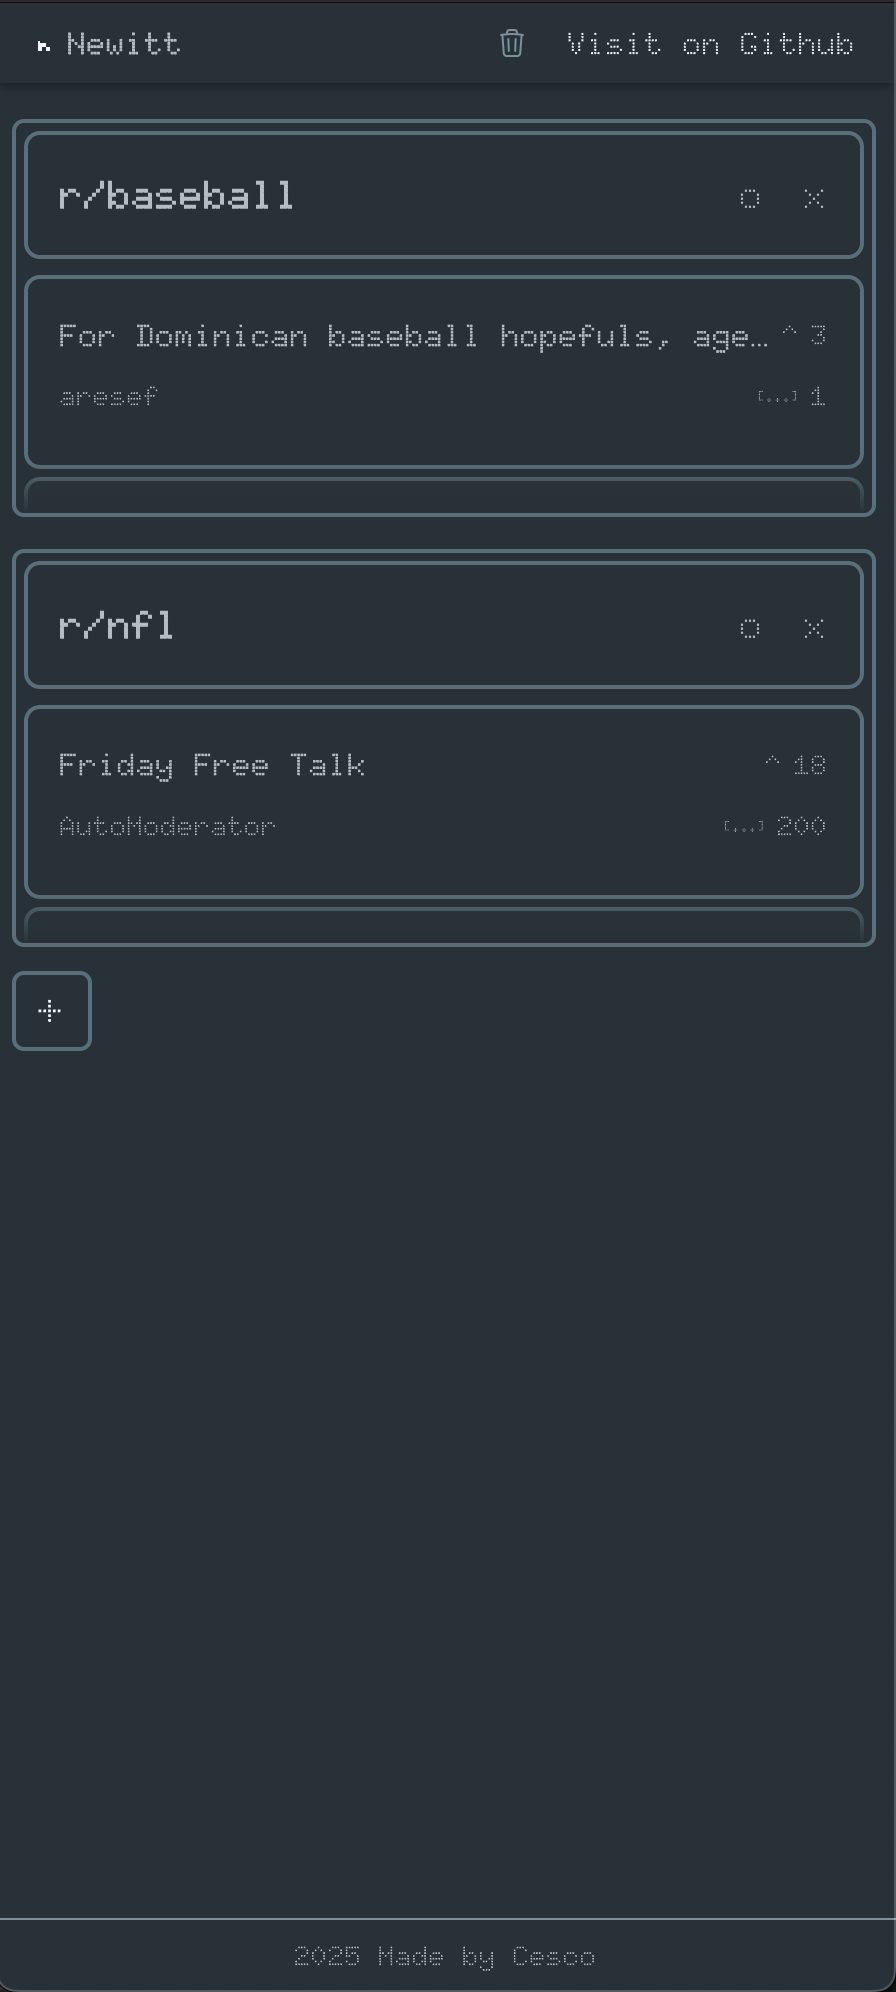 Newitt Visit on Github
r/baseball o x
For Dominican baseball hopefuls, age… ^ 3
aresef [...] 1
r/nfl o x
Friday Free Talk ^ 18
AutoModerator [...] 200
+
2025 Made by Cesco